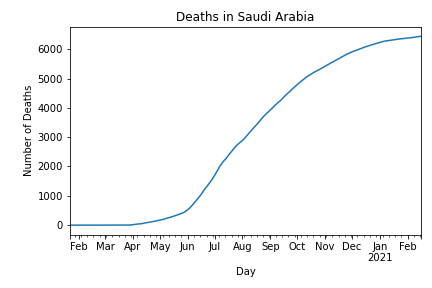 Deaths in Saudi Arabia
Number of Deaths
6000
5000
4000
3000
2000
1000
0
Feb Mar Apr May Jun Jul Aug Sep Oct Nov Dec Jan Feb
2021
Day